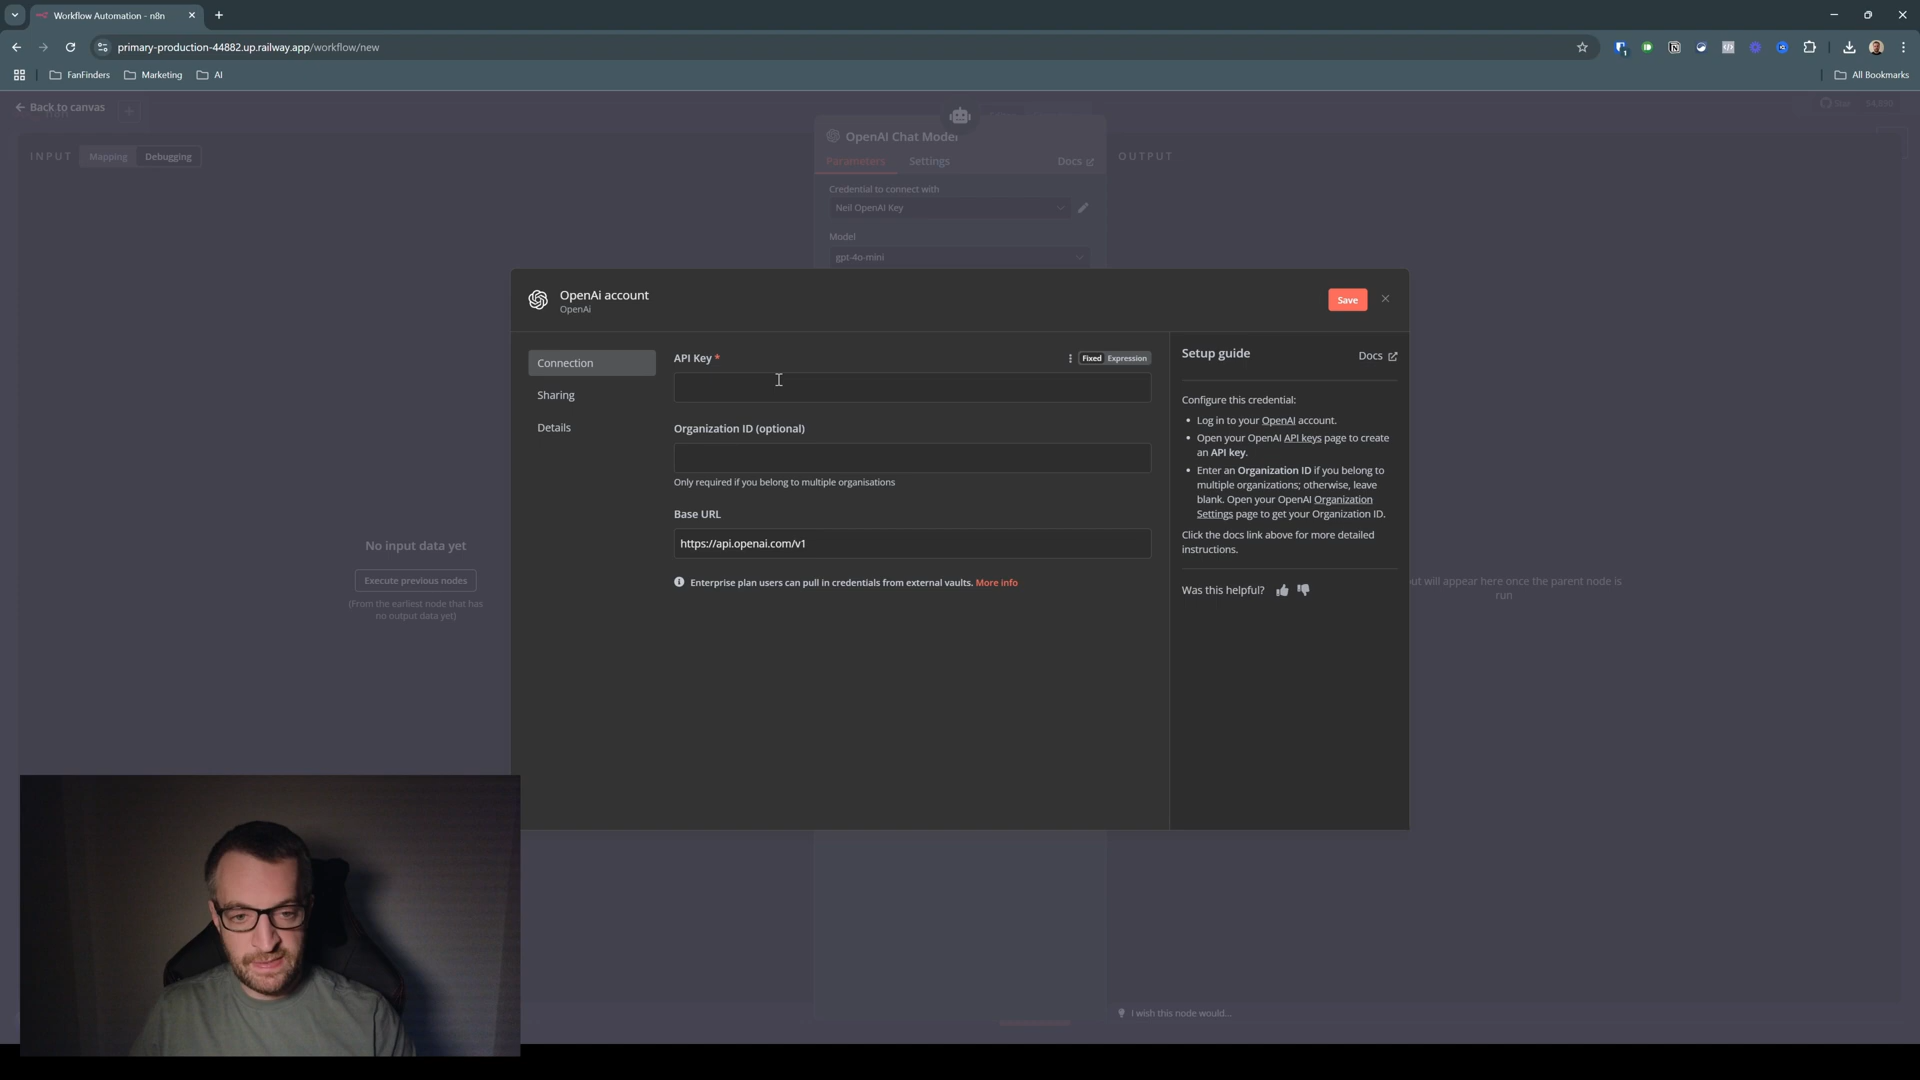 Workflow Automation - n8n
primary-production-44882.up.railway.app/workflow/new
FanFinders
Marketing
AI
All Bookmarks
Back to canvas
Star
INPUT
Mapping
Debugging
OpenAI Chat Model
Parameters
Settings
Docs
OUTPUT
Credential to connect with
Neil OpenAI Key
Model
gpt-4o-mini
OpenAi account
OpenAi
Save
Connection
Sharing
Details
API Key *
Fixed
Expression
Organization ID (optional)
Only required if you belong to multiple organisations
Base URL
https://api.openai.com/v1
Enterprise plan users can pull in credentials from external vaults. More info
Setup guide
Docs
Configure this credential:
• Log in to your OpenAI account.
• Open your OpenAI API keys page to create
an API key.
• Enter an Organization ID if you belong to
multiple organizations; otherwise, leave
blank. Open your OpenAI Organization
Settings page to get your Organization ID.
Click the docs link above for more detailed
instructions.
Was this helpful?
No input data yet
Execute previous nodes
(From the earliest node that has
no output data yet)
will appear here once the parent node is
run
I wish this node would...